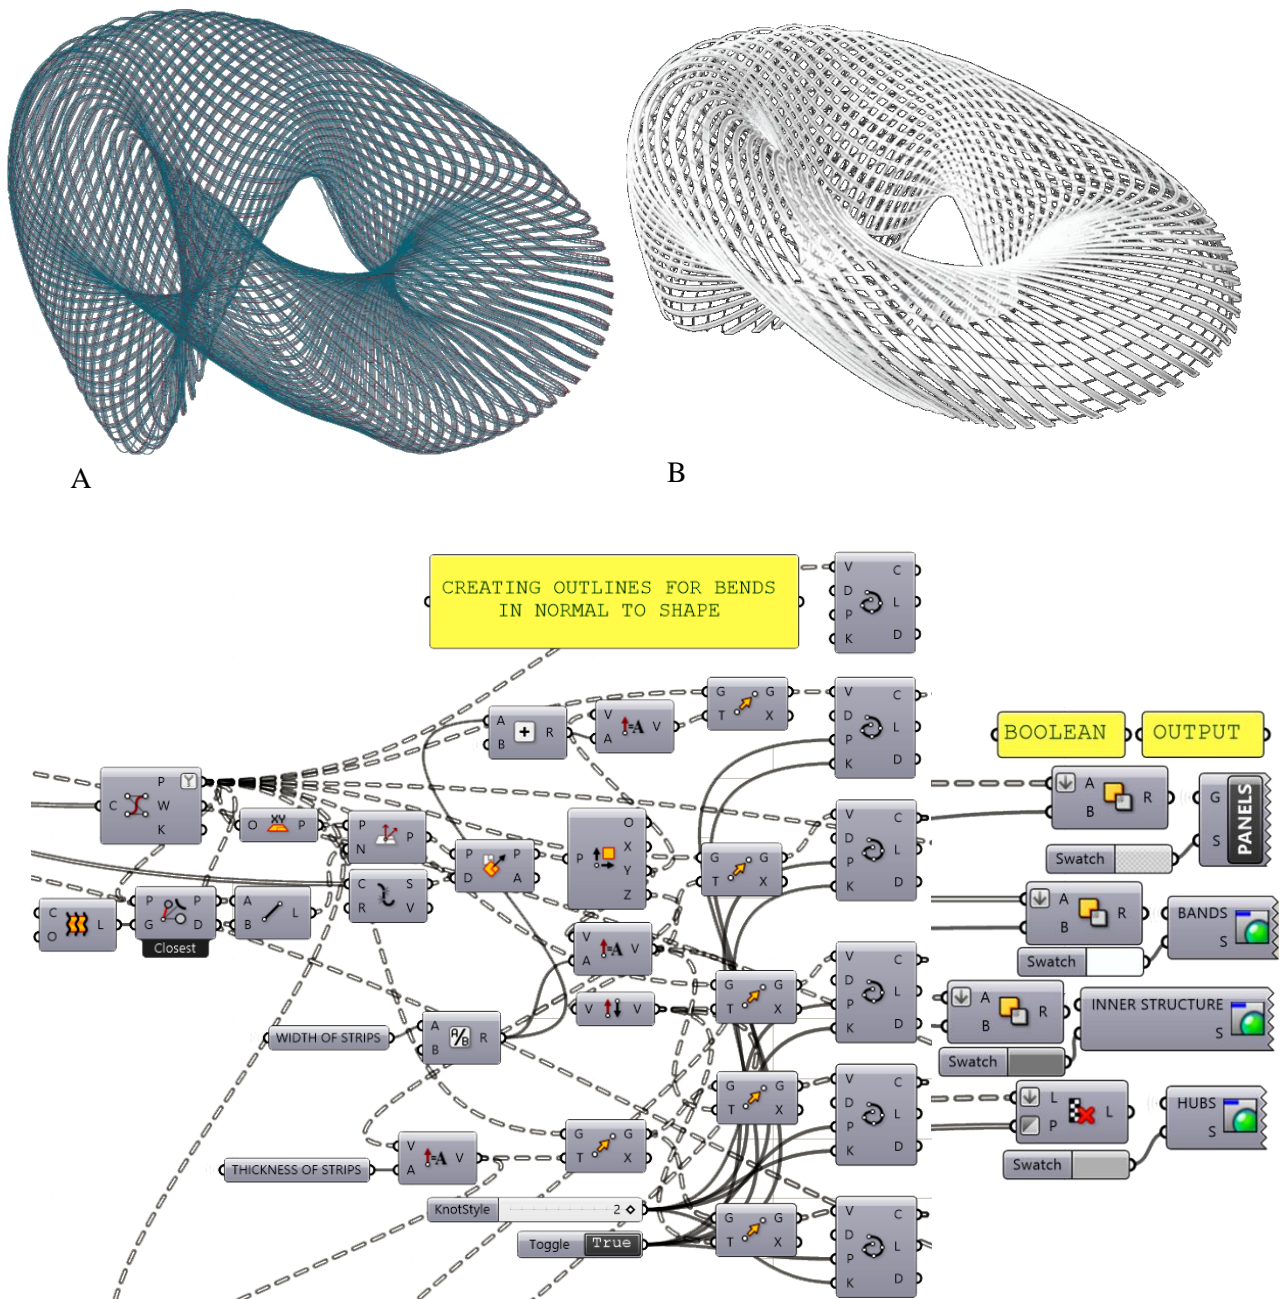 A
B
CREATING OUTLINES FOR BENDS
IN NORMAL TO SHAPE
V C
D L
P
K D
G G
T X
V C
D L
P
K D
A
B R
V
A V
BOOLEAN
OUTPUT
P
C W
K
O XY P
P P
N
P P
D A
O
X
P Y
Z
G G
T X
V C
D L
P
K D
A R
B
G
S PANELS
Swatch
C
O L
P P
G D
Closest
A L
B
C S
R V
V
A V
V V
G G
T X
V C
D L
P
K D
A R
B
BANDS
S
Swatch
WIDTH OF STRIPS
A
B A/B R
A R
B
INNER STRUCTURE
S
Swatch
G G
T X
V C
D L
P
K D
L L
P
HUBS
S
Swatch
THICKNESS OF STRIPS
V
A =A V
G G
T X
KnotStyle 2
Toggle True
G G
T X
V C
D L
P
K D